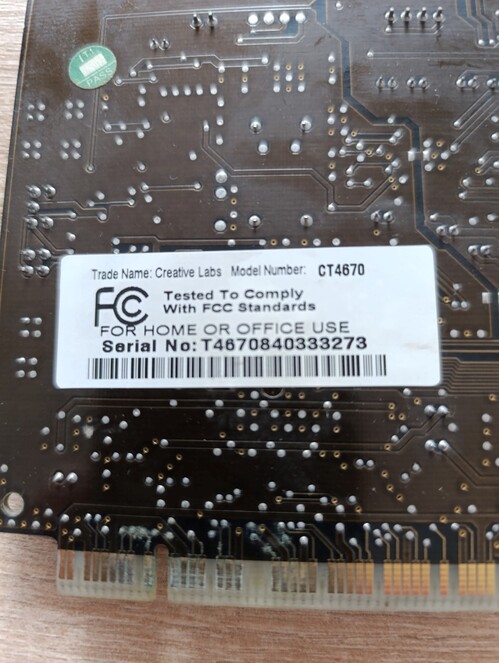 ITI
PASS
Trade Name: Creative Labs Model Number: CT4670
FC Tested To Comply
With FCC Standards
FOR HOME OR OFFICE USE
Serial No: T4670840333273